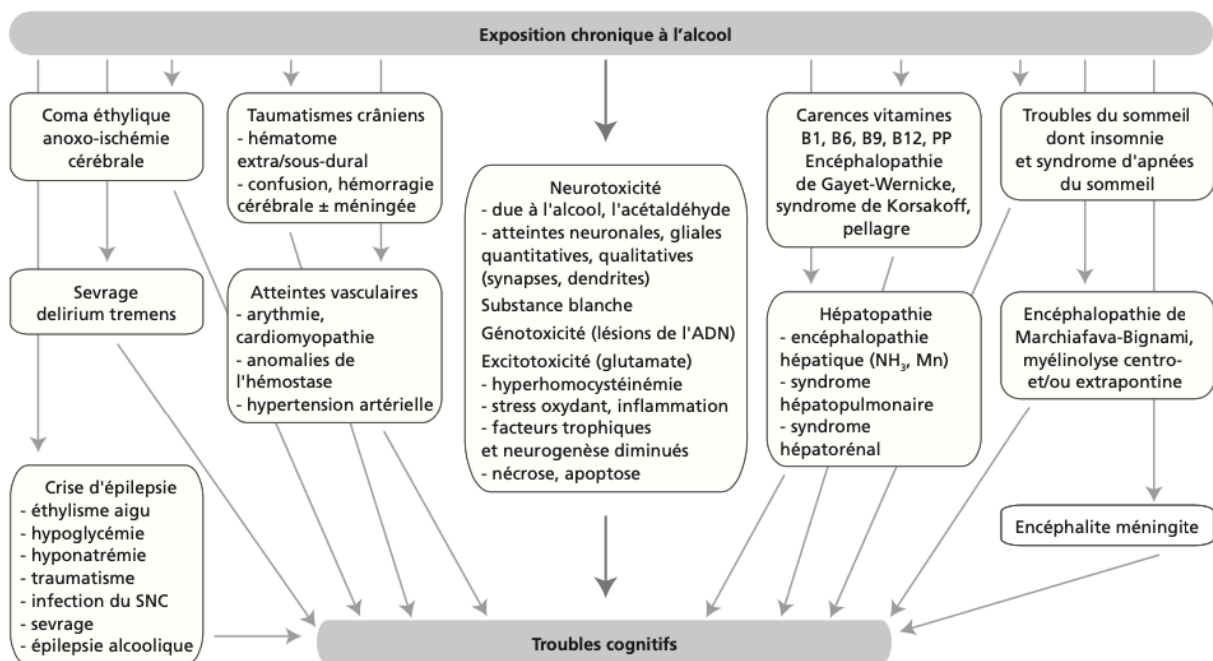 Exposition chronique à l'alcool
Coma éthylique
anoxo-ischémie
cérébrale
Taumatismes crâniens
- hématome
extra/sous-dural
- confusion, hémorragie
cérébrale ± méningée
Neurotoxicité
- due à l'alcool, l'acétaldéhyde
- atteintes neuronales, gliales
quantitatives, qualitatives
(synapses, dendrites)
Substance blanche
Génotoxicité (lésions de l'ADN)
Excitotoxicité (glutamate)
- hyperhomocystéinémie
- stress oxydant, inflammation
- facteurs trophiques
et neurogenèse diminués
- nécrose, apoptose
Carences vitamines
B1, B6, B9, B12, PP
Encéphalopathie
de Gayet-Wernicke,
syndrome de Korsakoff,
pellagre
Troubles du sommeil
dont insomnie
et syndrome d'apnées
du sommeil
Sevrage
delirium tremens
Atteintes vasculaires
- arythmie,
cardiomyopathie
- anomalies de
l'hémostase
- hypertension artérielle
Hépatopathie
- encéphalopathie
hépatique (NH₃, Mn)
- syndrome
hépatopulmonaire
- syndrome
hépatorénal
Encéphalopathie de
Marchiafava-Bignami,
myélinolyse centro-
et/ou extrapontine
Crise d'épilepsie
- éthylisme aigu
- hypoglycémie
- hyponatrémie
- traumatisme
- infection du SNC
- sevrage
- épilepsie alcoolique
Encéphalite méningite
Troubles cognitifs